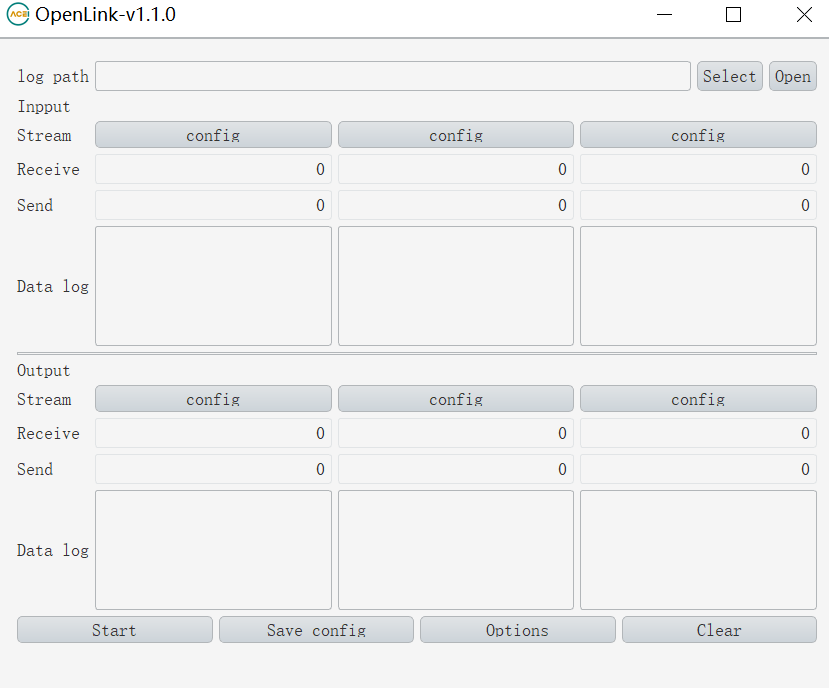 OpenLink-v1.1.0
log path Select Open
Inpput
Stream config config config
Receive 0 0 0
Send 0 0 0
Data log
Output
Stream config config config
Receive 0 0 0
Send 0 0 0
Data log
Start Save config Options Clear